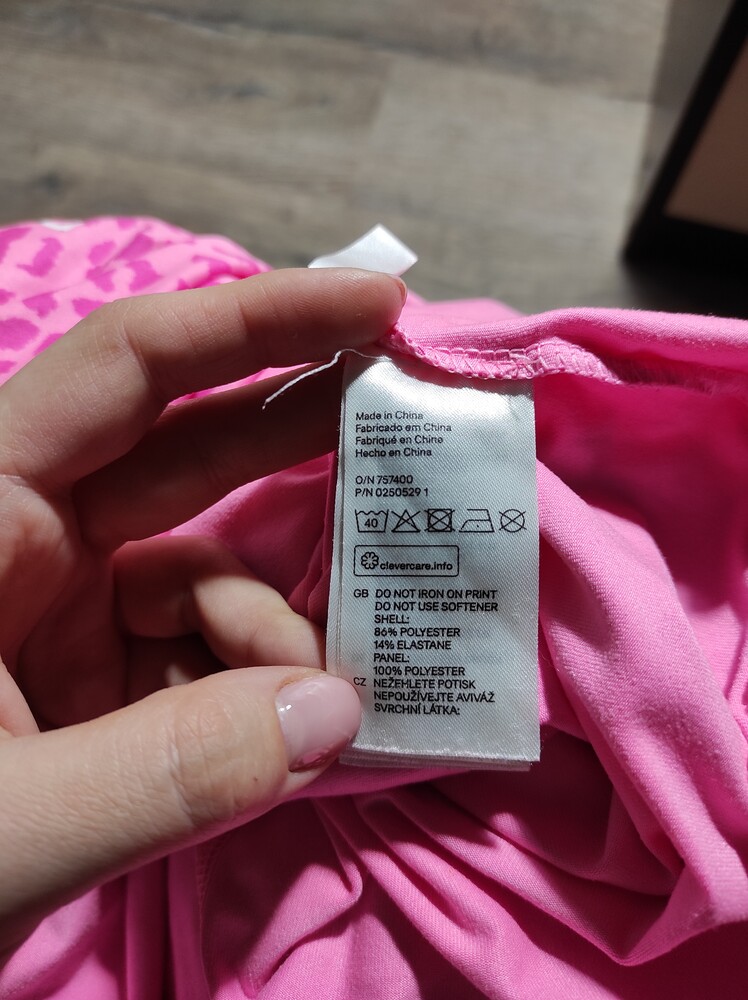 Made in China
Fabricado em China
Fabriqué en Chine
Hecho en China
O/N 757400
P/N 0250529 1
40
clevercare.info
GB DO NOT IRON ON PRINT
DO NOT USE SOFTENER
SHELL:
86% POLYESTER
14% ELASTANE
PANEL:
100% POLYESTER
CZ NEŽEHLETE POTISK
NEPOUŽÍVEJTE AVIVÁŽ
SVRCHNÍ LÁTKA: